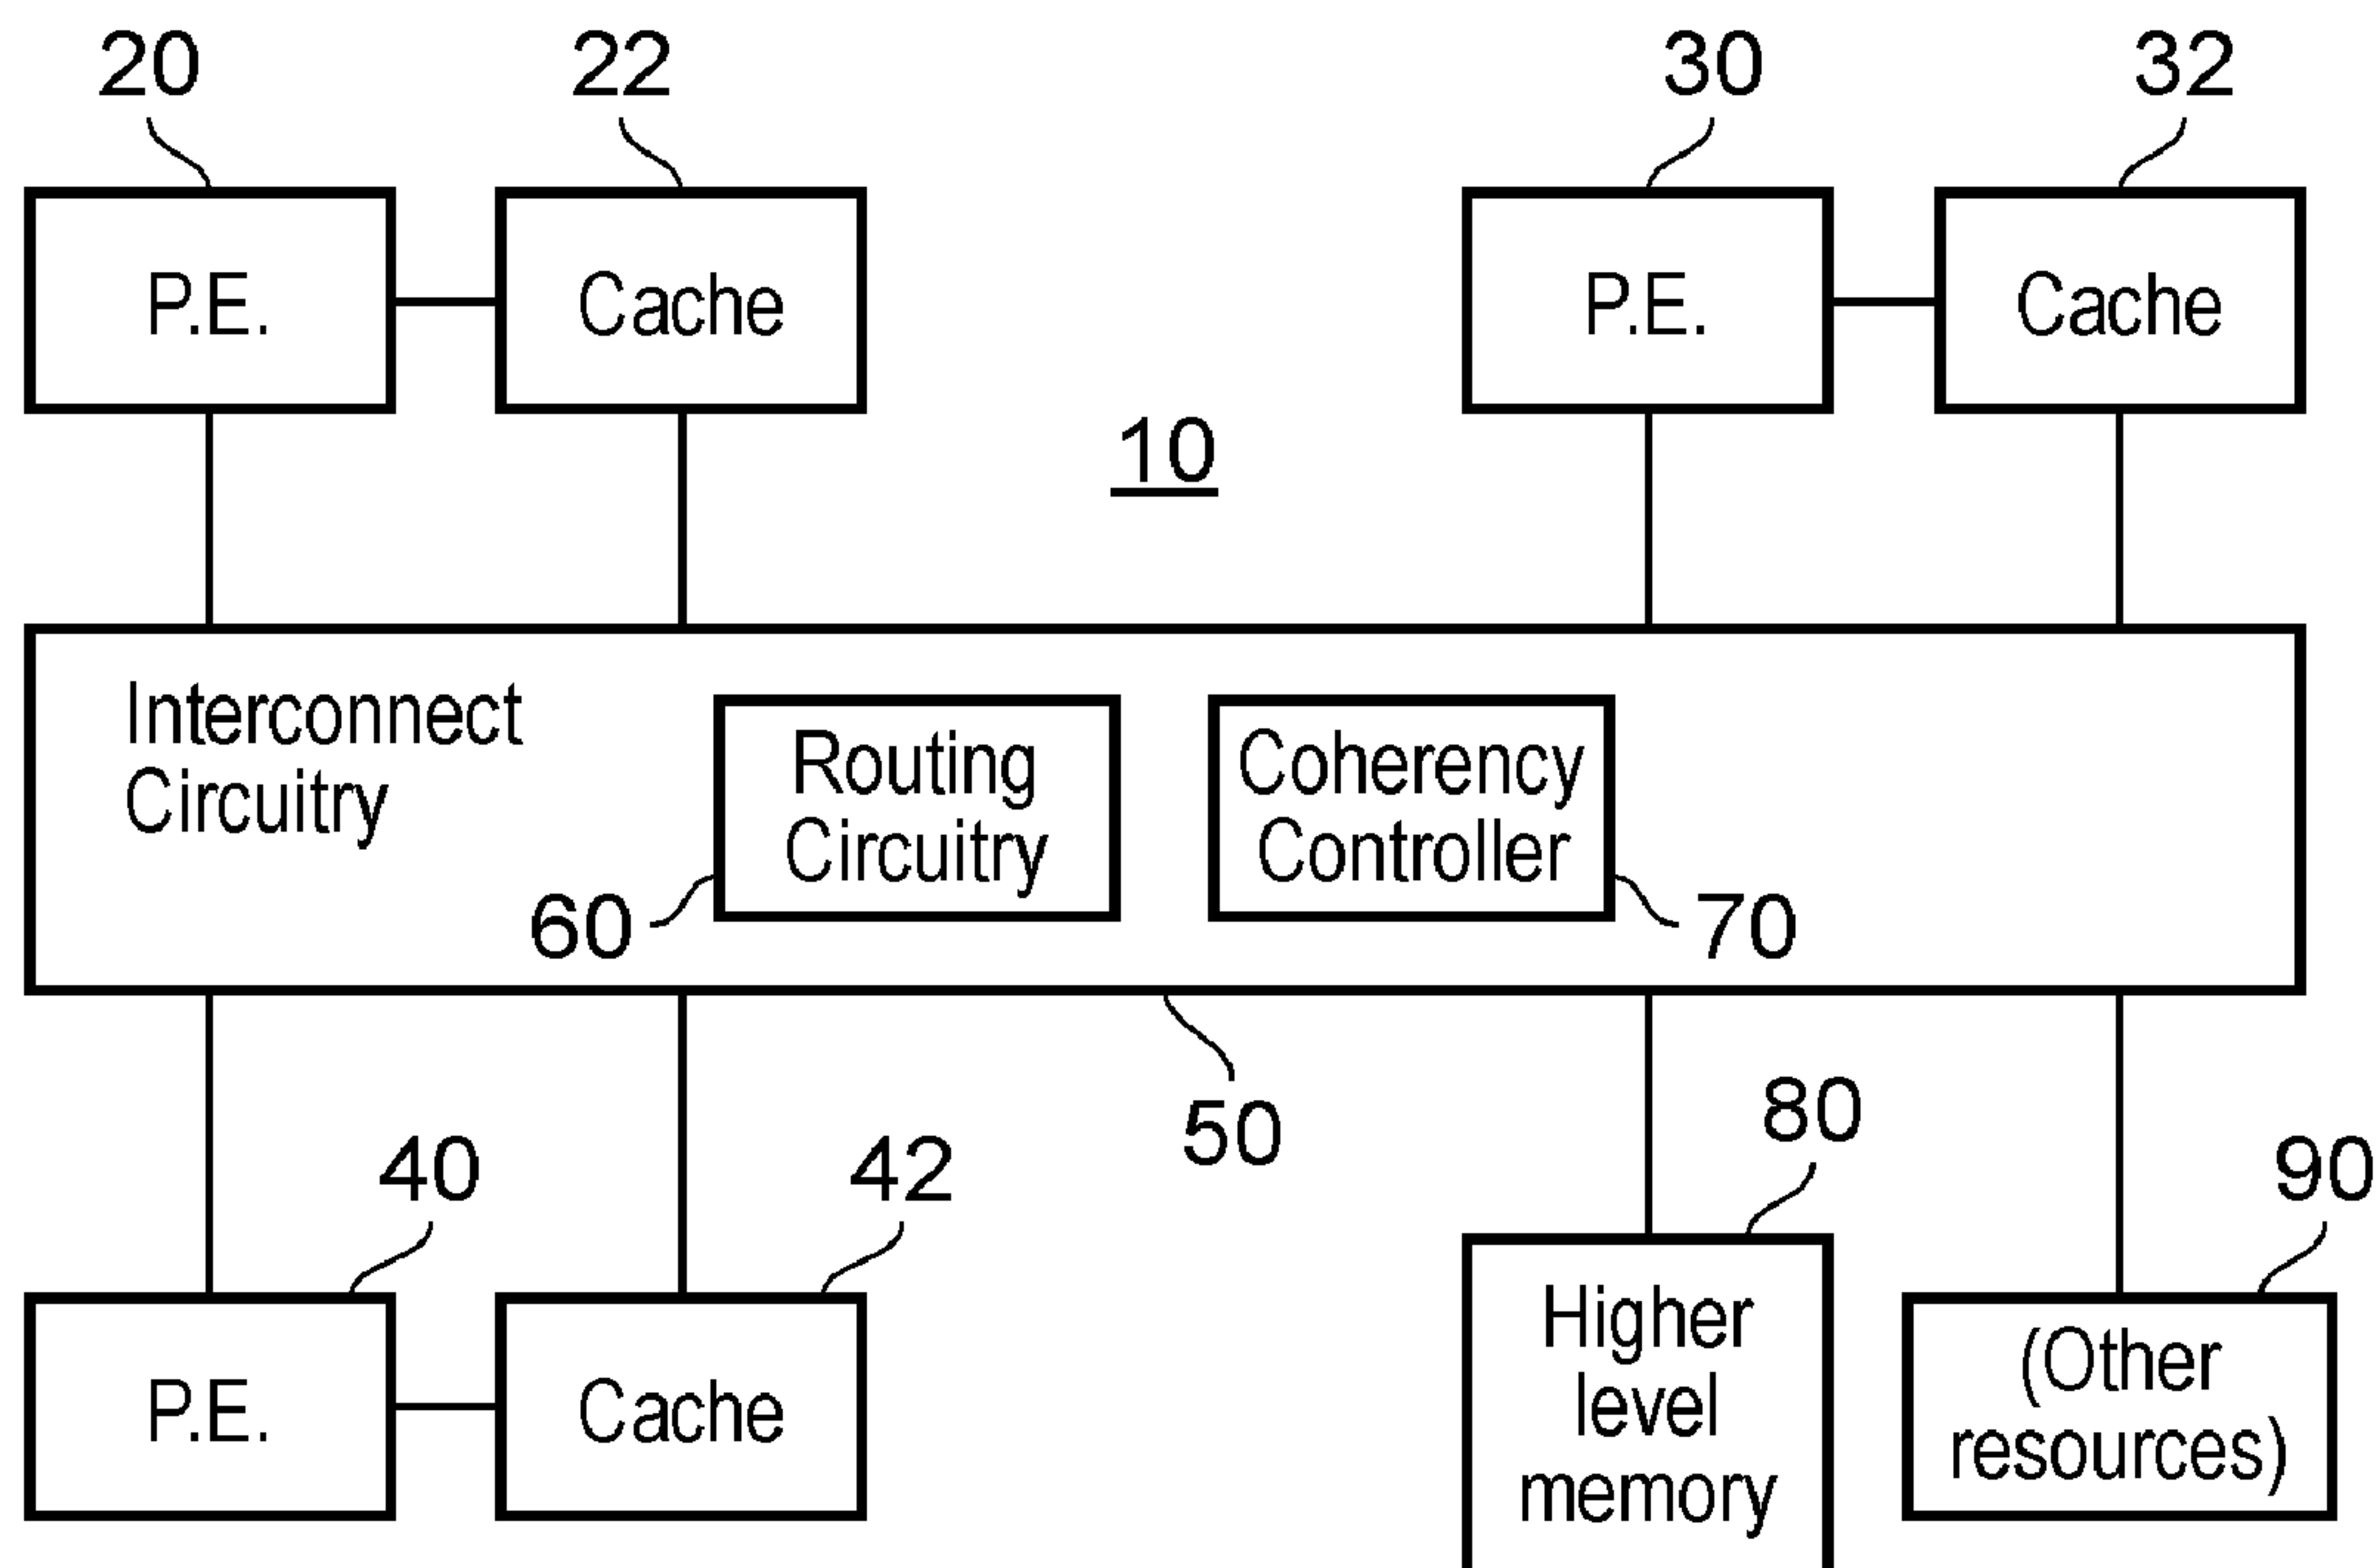 20
22
30
32
P.E.
Cache
P.E.
Cache
10
Interconnect
Circuitry
Routing
Circuitry
Coherency
Controller
60
70
50
40
42
80
90
P.E.
Cache
Higher
level
memory
(Other
resources)